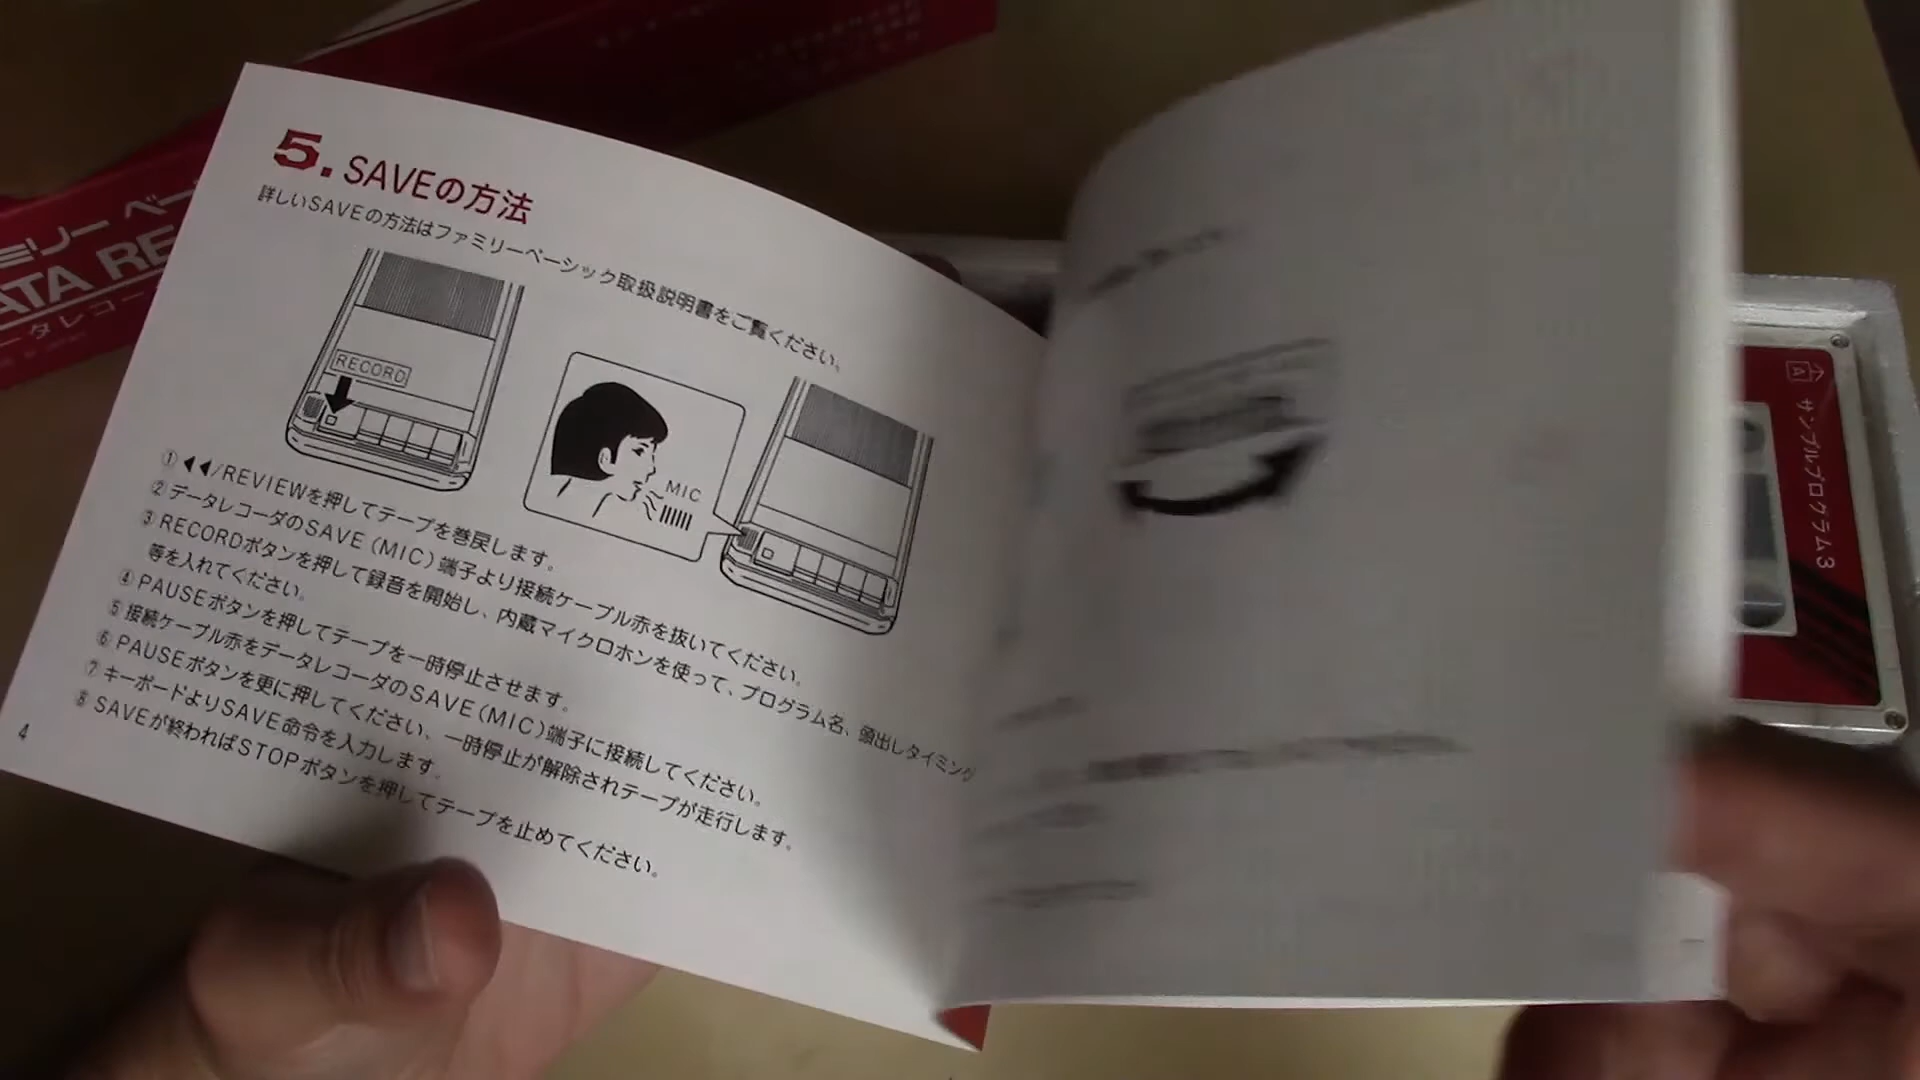 5. SAVEの方法
詳しいSAVEの方法はファミリーベーシック取扱説明書をご覧ください。
RECORD
MIC
① ◀◀/REVIEWを押してテープを巻戻します。
② データレコーダのSAVE(MIC)端子より接続ケーブル赤を抜いてください。
③ RECORDボタンを押して録音を開始し、内蔵マイクロホンを使って、プログラム名、頭出しタイミング
等を入れてください。
④ PAUSEボタンを押してテープを一時停止させます。
⑤ 接続ケーブル赤をデータレコーダのSAVE(MIC)端子に接続してください。
⑥ PAUSEボタンを更に押してください、一時停止が解除されテープが走行します。
⑦ キーボードよりSAVE命令を入力します。
⑧ SAVEが終わればSTOPボタンを押してテープを止めてください。
4
ミリー ベー
ATA RE
ータレコー
A
サンプルプログラム3